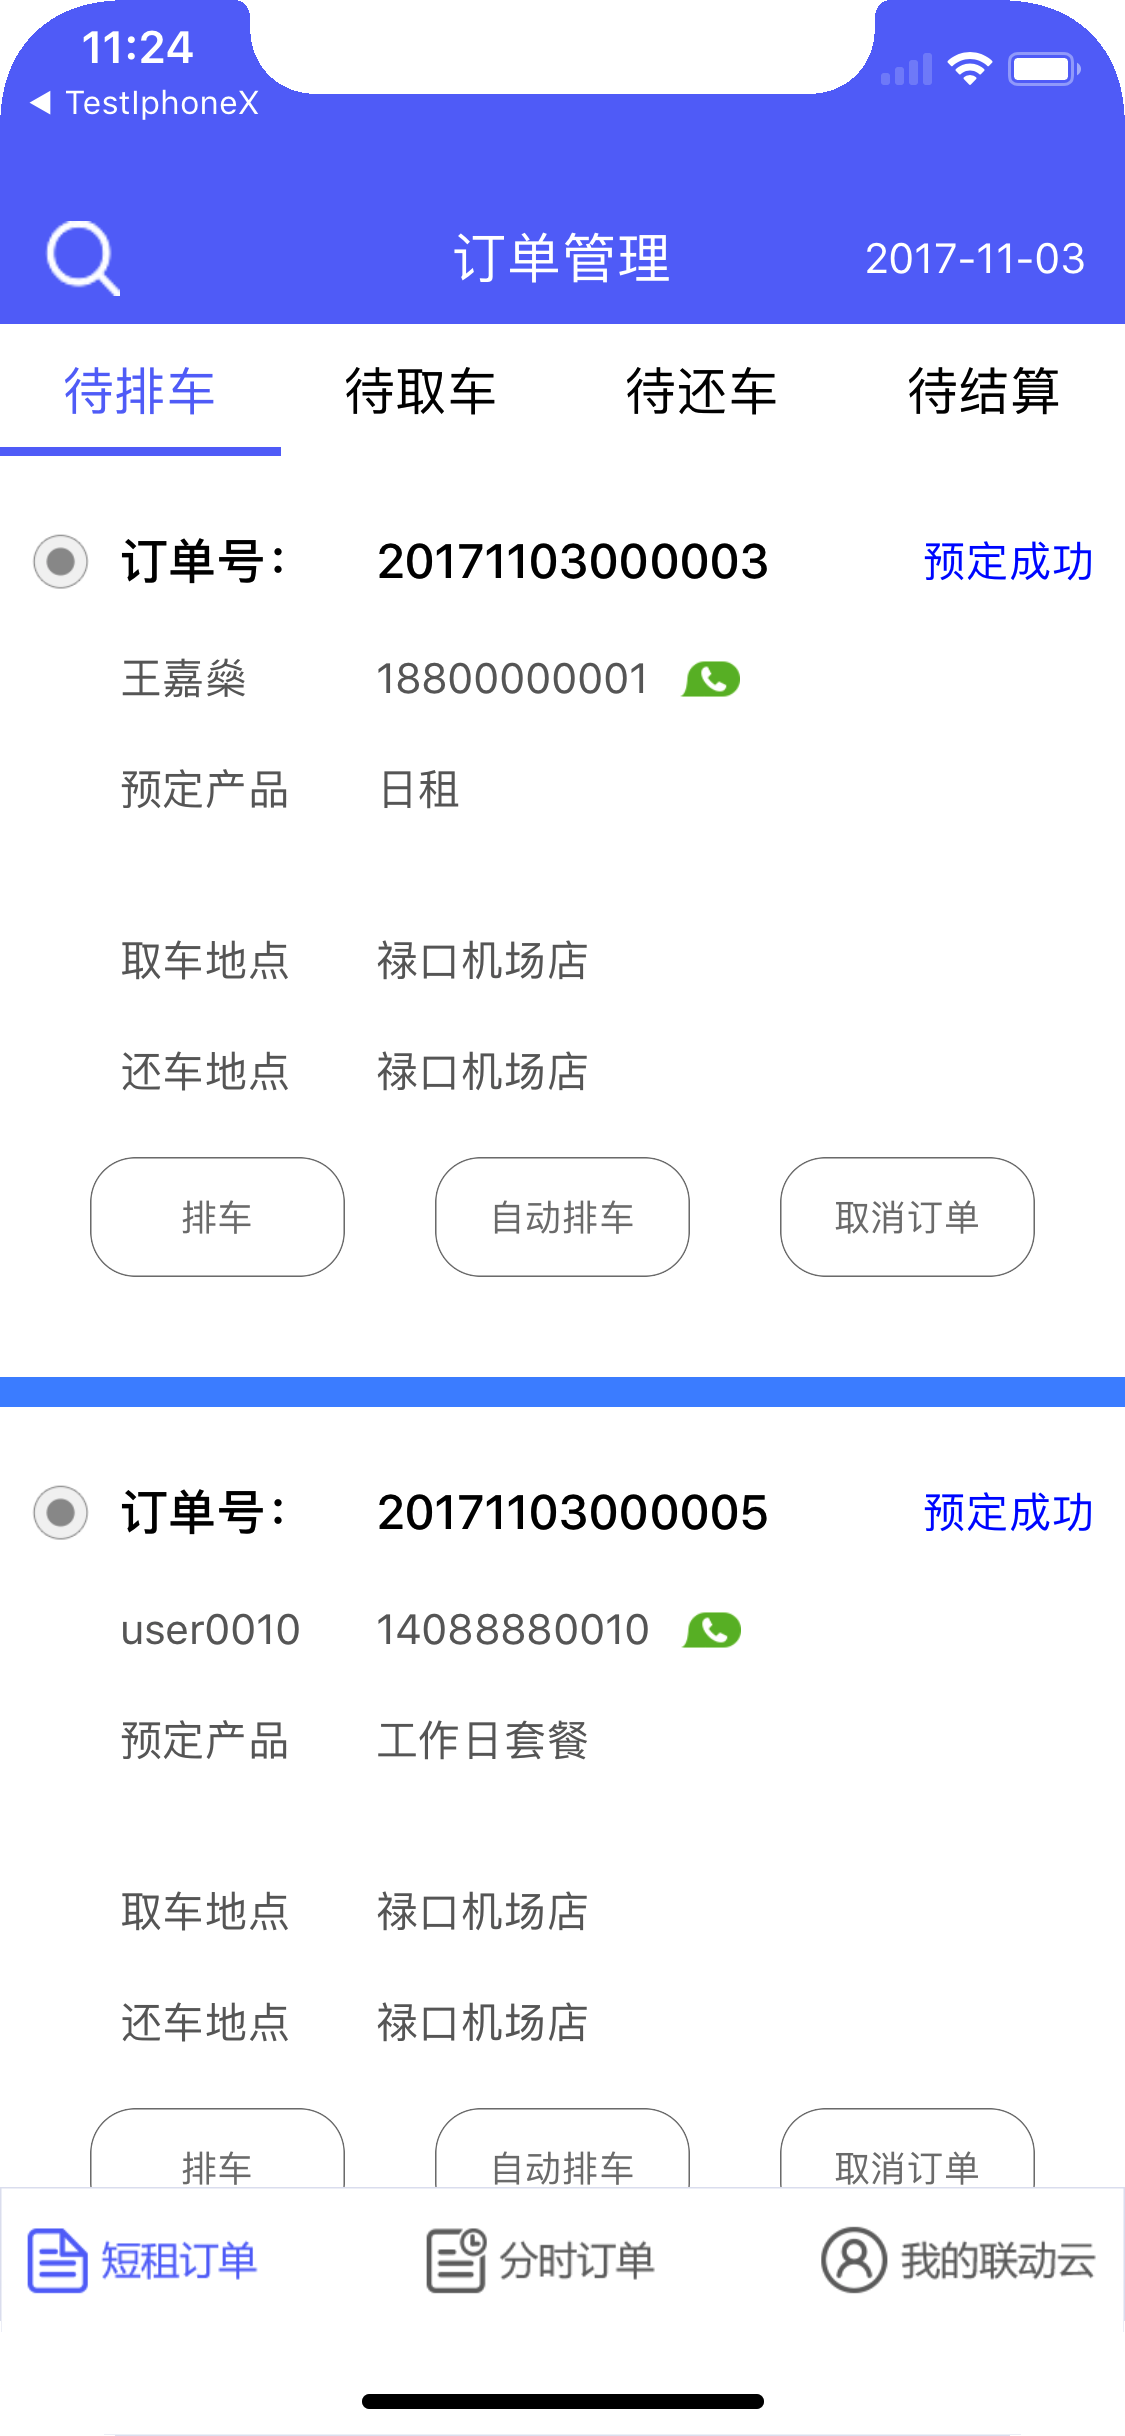 11:24
◀ TestIphoneX
订单管理 2017-11-03
待排车 待取车 待还车 待结算
订单号： 20171103000003 预定成功
王嘉燊 18800000001
预定产品 日租
取车地点 禄口机场店
还车地点 禄口机场店
排车 自动排车 取消订单
订单号： 20171103000005 预定成功
user0010 14088880010
预定产品 工作日套餐
取车地点 禄口机场店
还车地点 禄口机场店
排车 自动排车 取消订单
短租订单 分时订单 我的联动云